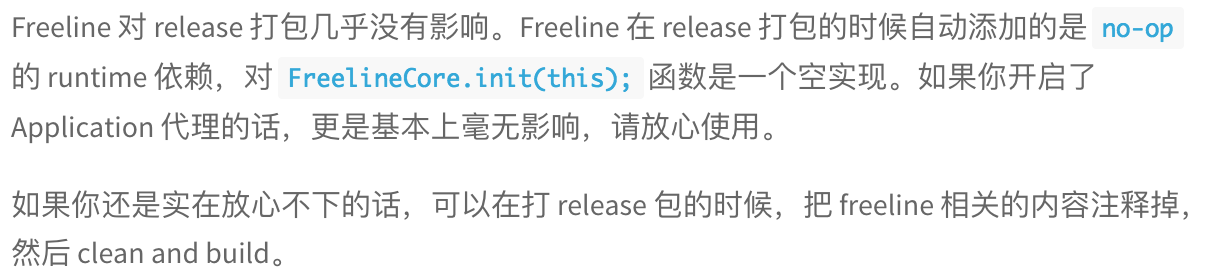 Freeline 对 release 打包几乎没有影响。Freeline 在 release 打包的时候自动添加的是 no-op
的 runtime 依赖，对 FreelineCore.init(this); 函数是一个空实现。如果你开启了
Application 代理的话，更是基本上毫无影响，请放心使用。
如果你还是实在放心不下的话，可以在打 release 包的时候，把 freeline 相关的内容注释掉，
然后 clean and build。